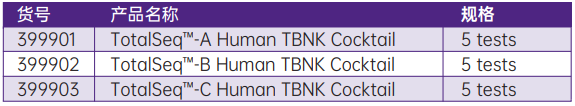 货号 产品名称 规格
399901 TotalSeq™-A Human TBNK Cocktail 5 tests
399902 TotalSeq™-B Human TBNK Cocktail 5 tests
399903 TotalSeq™-C Human TBNK Cocktail 5 tests